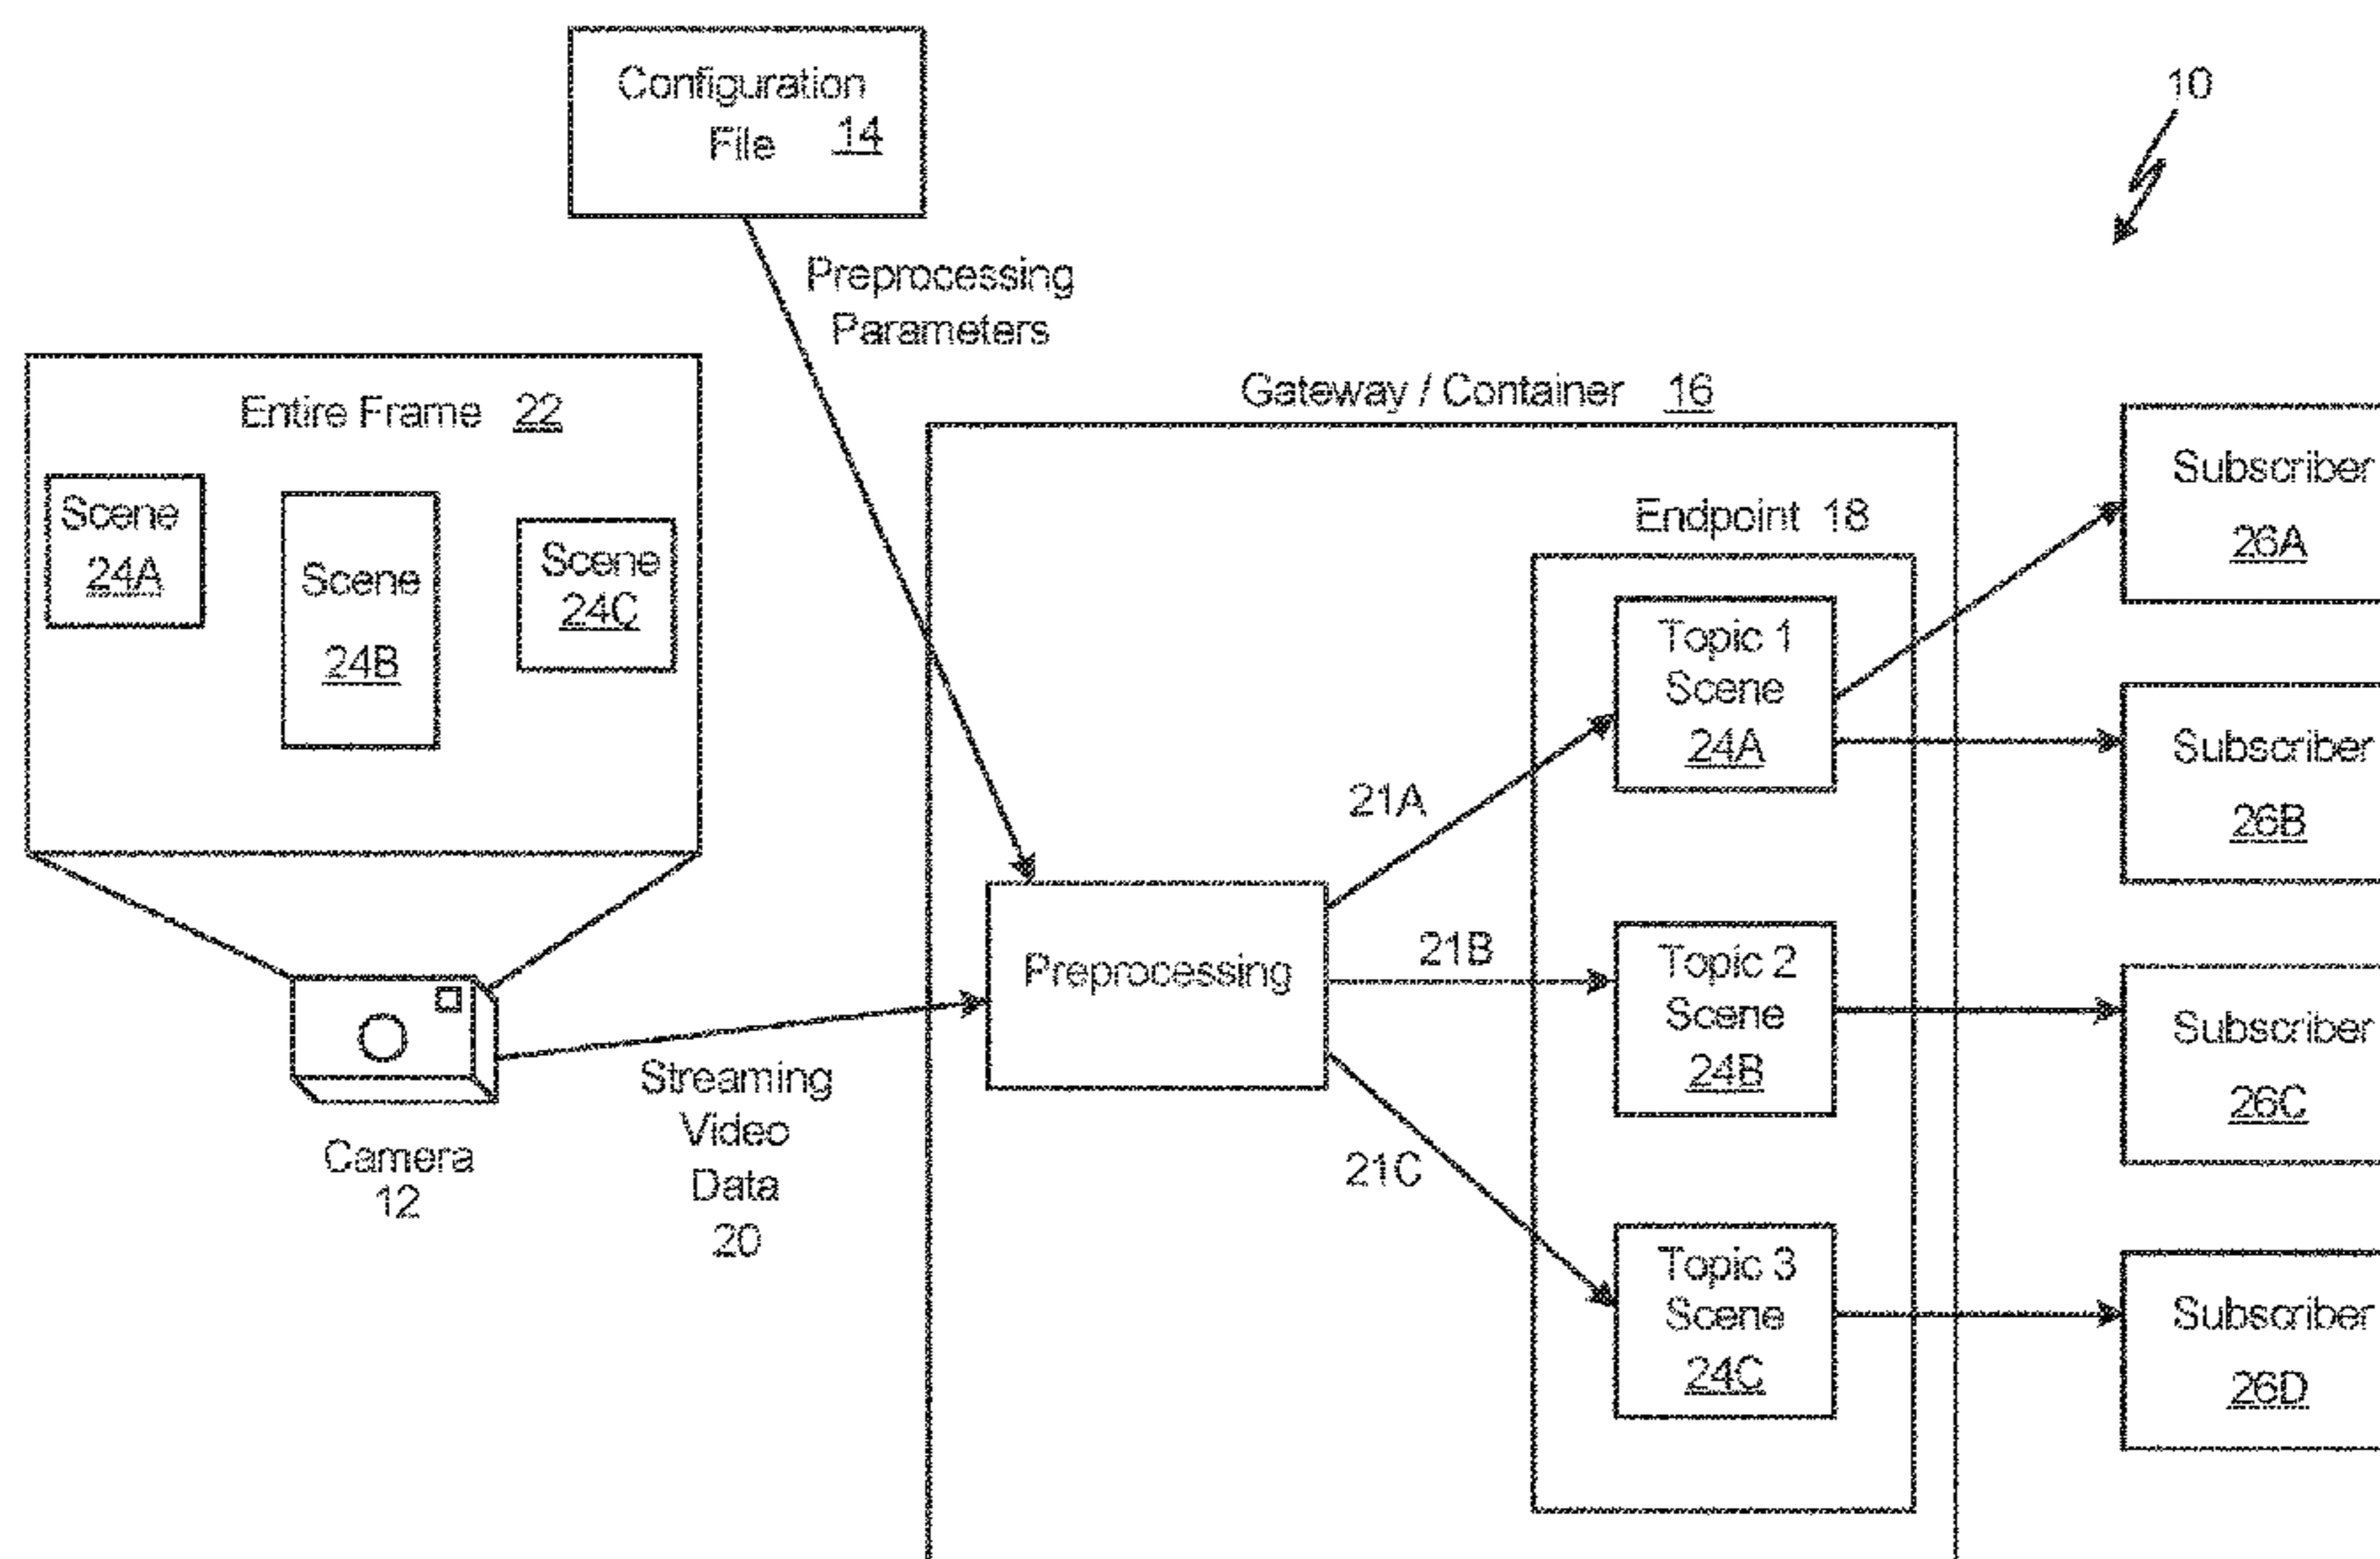 Configuration
File 14
10
Preprocessing
Parameters
Entire Frame 22
Scene
24A
Scene
24B
Scene
24C
Gateway / Container 16
Endpoint 18
Topic 1
Scene
24A
Topic 2
Scene
24B
Topic 3
Scene
24C
Subscriber
26A
Subscriber
26B
Subscriber
26C
Subscriber
26D
Preprocessing
21A
21B
21C
Streaming
Video
Data
20
Camera
12